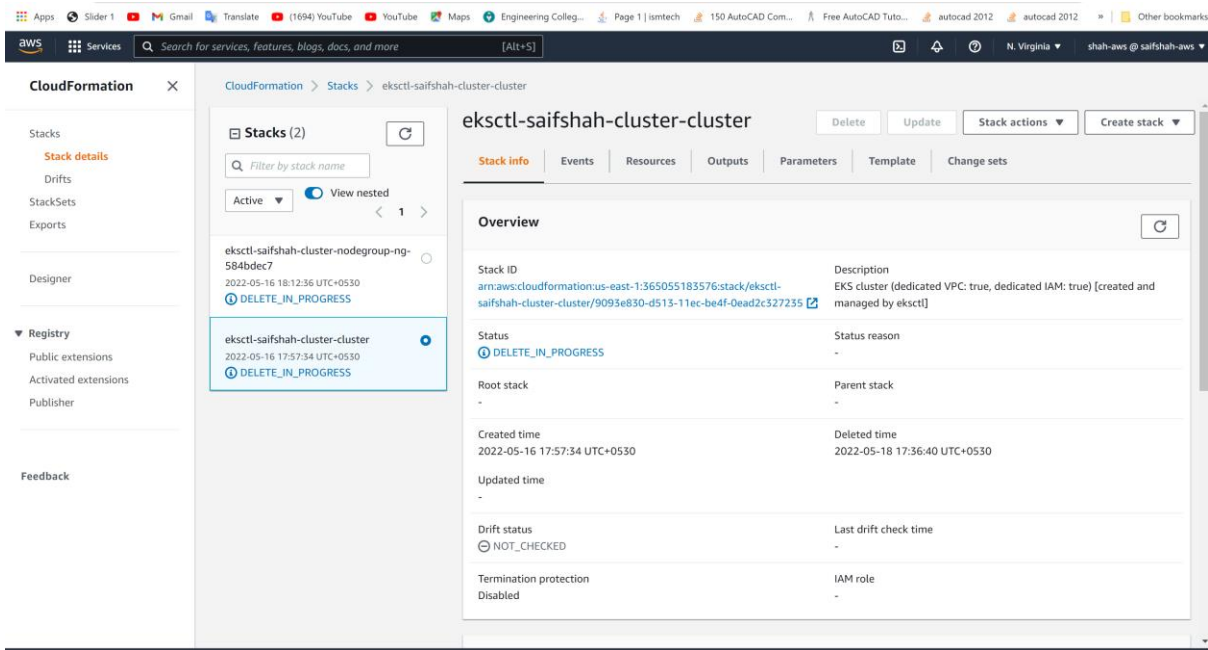 Apps
Slider 1
Gmail
Translate
(1694) YouTube
YouTube
Maps
Engineering Colleg...
Page 1 | ismtech
150 AutoCAD Com...
Free AutoCAD Tuto...
autocad 2012
autocad 2012
»
Other bookmarks
aws
Services
Search for services, features, blogs, docs, and more
[Alt+S]
N. Virginia ▼
shah-aws @ saifshah-aws ▼
CloudFormation
Stacks
Stack details
Drifts
StackSets
Exports
Designer
▼ Registry
Public extensions
Activated extensions
Publisher
Feedback
CloudFormation > Stacks > eksctl-saifshah-cluster-cluster
Stacks (2)
Filter by stack name
Active ▼
View nested
< 1 >
eksctl-saifshah-cluster-nodegroup-ng-
584bdec7
2022-05-16 18:12:36 UTC+0530
DELETE_IN_PROGRESS
eksctl-saifshah-cluster-cluster
2022-05-16 17:57:34 UTC+0530
DELETE_IN_PROGRESS
eksctl-saifshah-cluster-cluster
Delete
Update
Stack actions ▼
Create stack ▼
Stack info
Events
Resources
Outputs
Parameters
Template
Change sets
Overview
Stack ID
arn:aws:cloudformation:us-east-1:365055183576:stack/eksctl-
saifshah-cluster-cluster/9093e830-d513-11ec-be4f-0ead2c327235
Description
EKS cluster (dedicated VPC: true, dedicated IAM: true) [created and
managed by eksctl]
Status
DELETE_IN_PROGRESS
Status reason
-
Root stack
-
Parent stack
-
Created time
2022-05-16 17:57:34 UTC+0530
Deleted time
2022-05-18 17:36:40 UTC+0530
Updated time
-
Drift status
NOT_CHECKED
Last drift check time
-
Termination protection
Disabled
IAM role
-